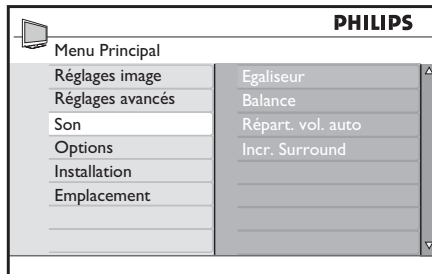 PHILIPS
Menu Principal
Réglages image
Réglages avancés
Son
Options
Installation
Emplacement
Egaliseur
Balance
Répart. vol. auto
Incr. Surround